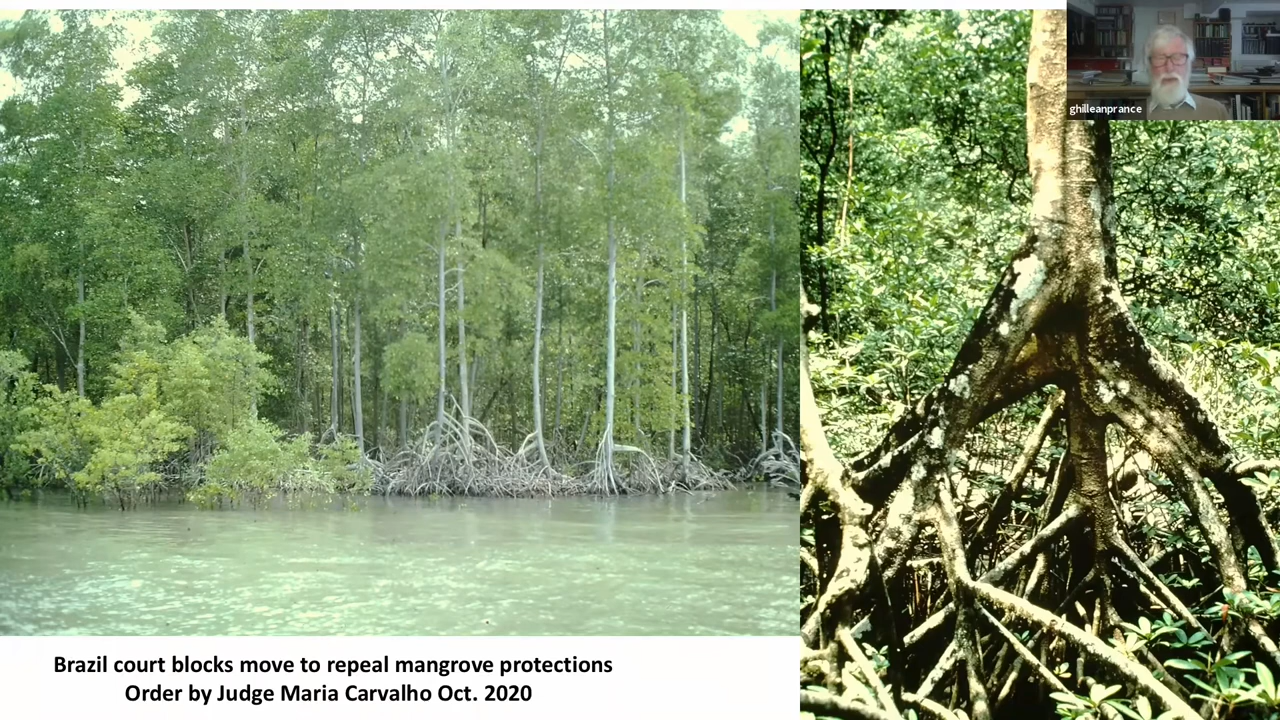 ghilleanprance
Brazil court blocks move to repeal mangrove protections
Order by Judge Maria Carvalho Oct. 2020